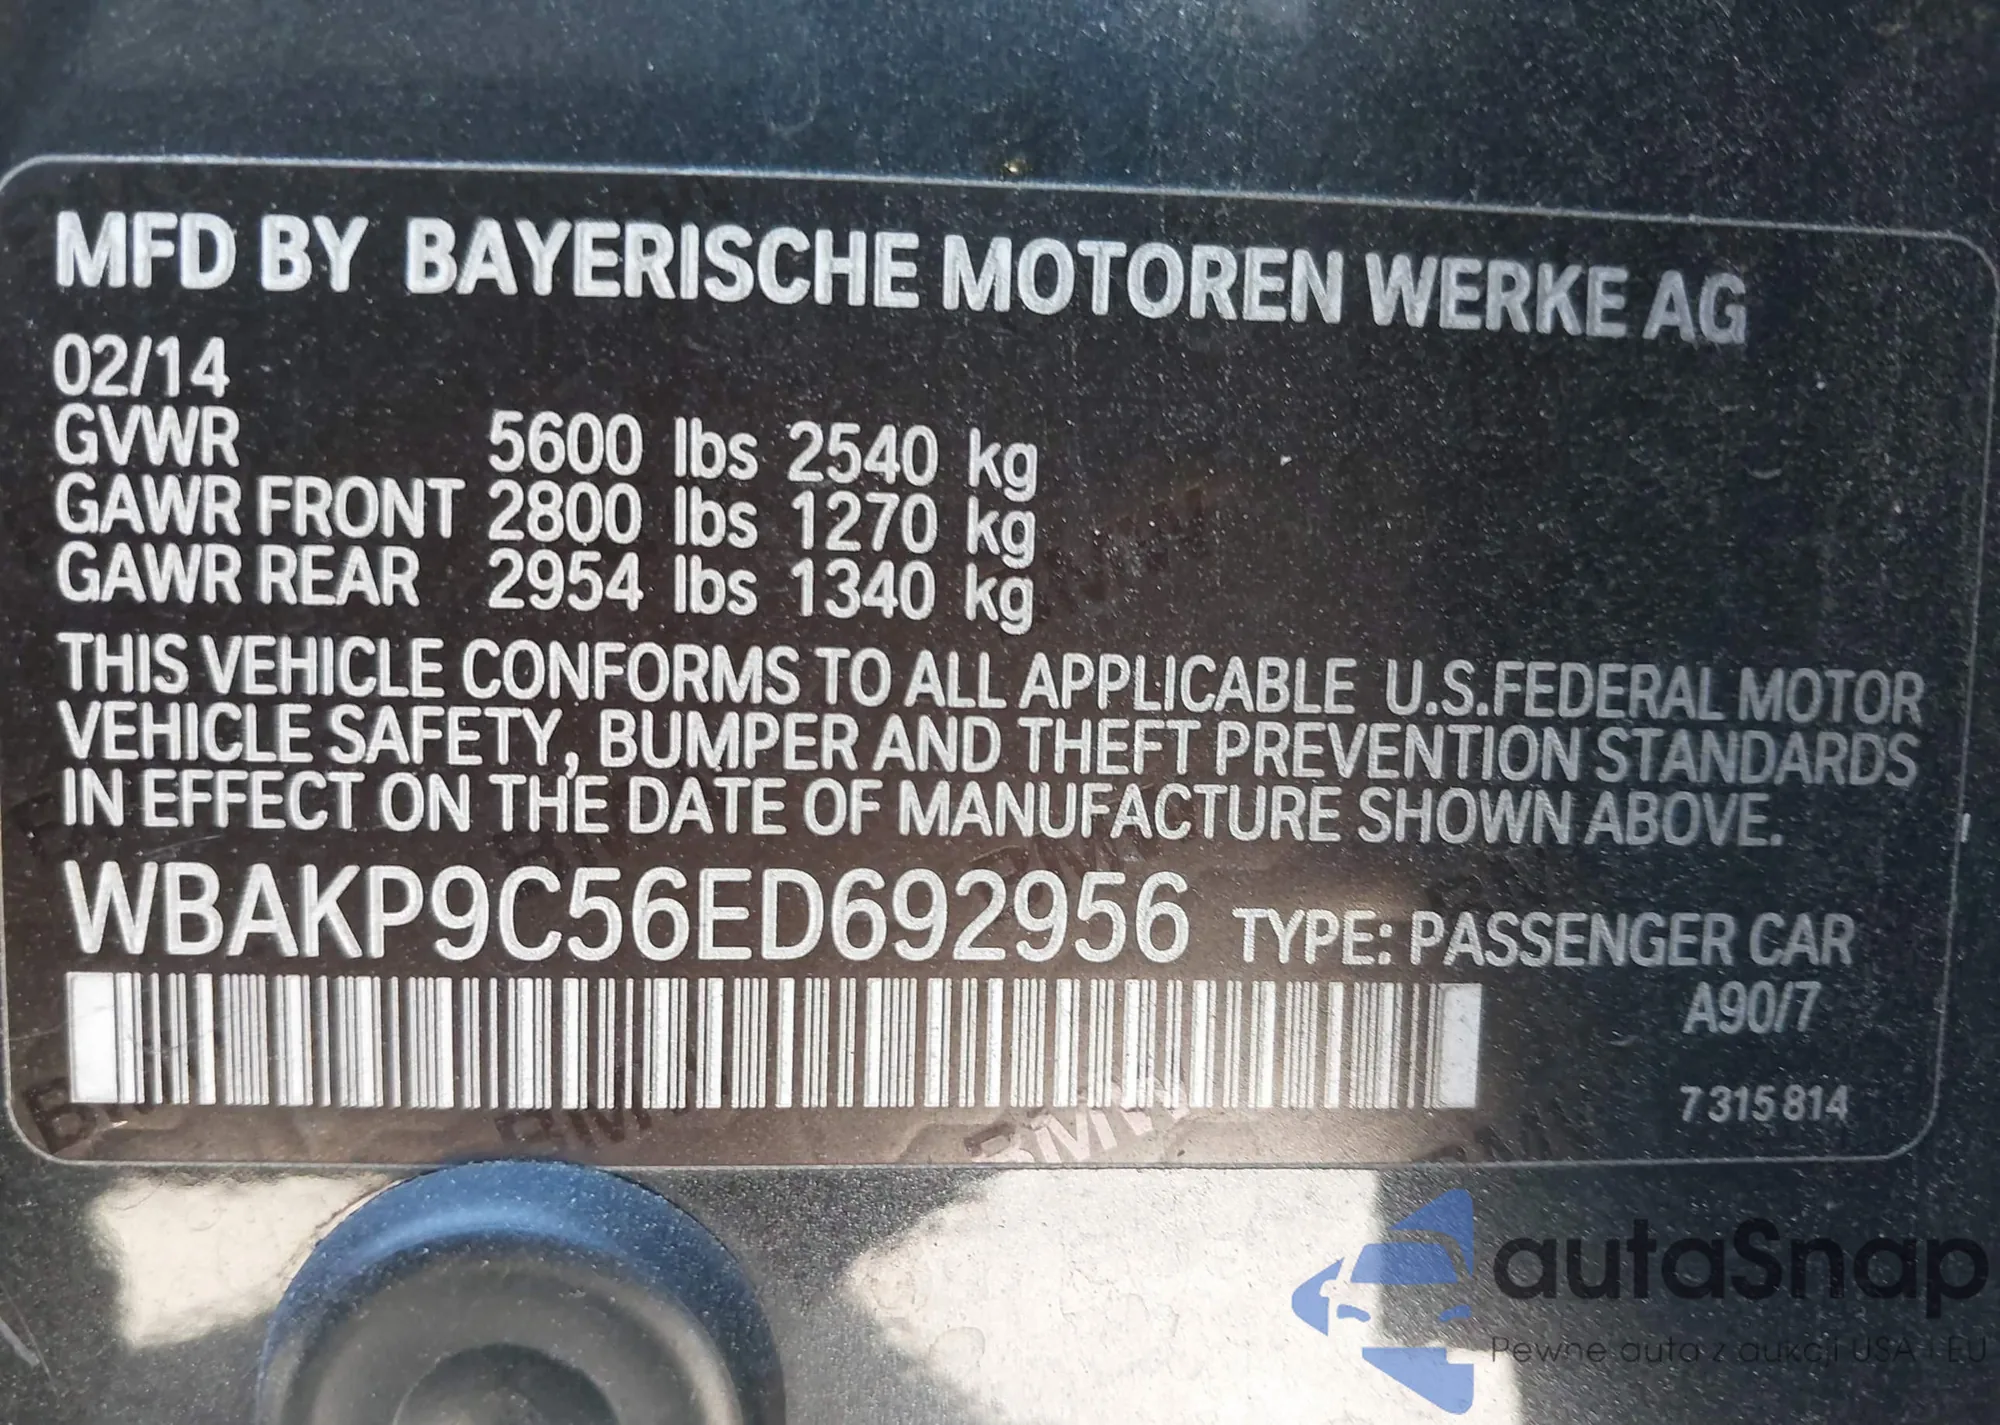 MFD BY BAYERISCHE MOTOREN WERKE AG
02/14
GVWR 5600 lbs 2540 kg
GAWR FRONT 2800 lbs 1270 kg
GAWR REAR 2954 lbs 1340 kg
THIS VEHICLE CONFORMS TO ALL APPLICABLE U.S.FEDERAL MOTOR
VEHICLE SAFETY, BUMPER AND THEFT PREVENTION STANDARDS
IN EFFECT ON THE DATE OF MANUFACTURE SHOWN ABOVE.
WBAKP9C56ED692956 TYPE: PASSENGER CAR
A90/7
7 315 814
BMW BMW BMW
autaSnap
Pewne auta z aukcji USA i EU